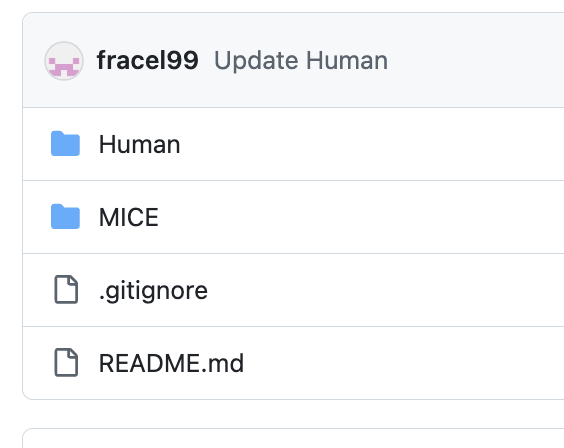 fracel99 Update Human
Human
MICE
.gitignore
README.md